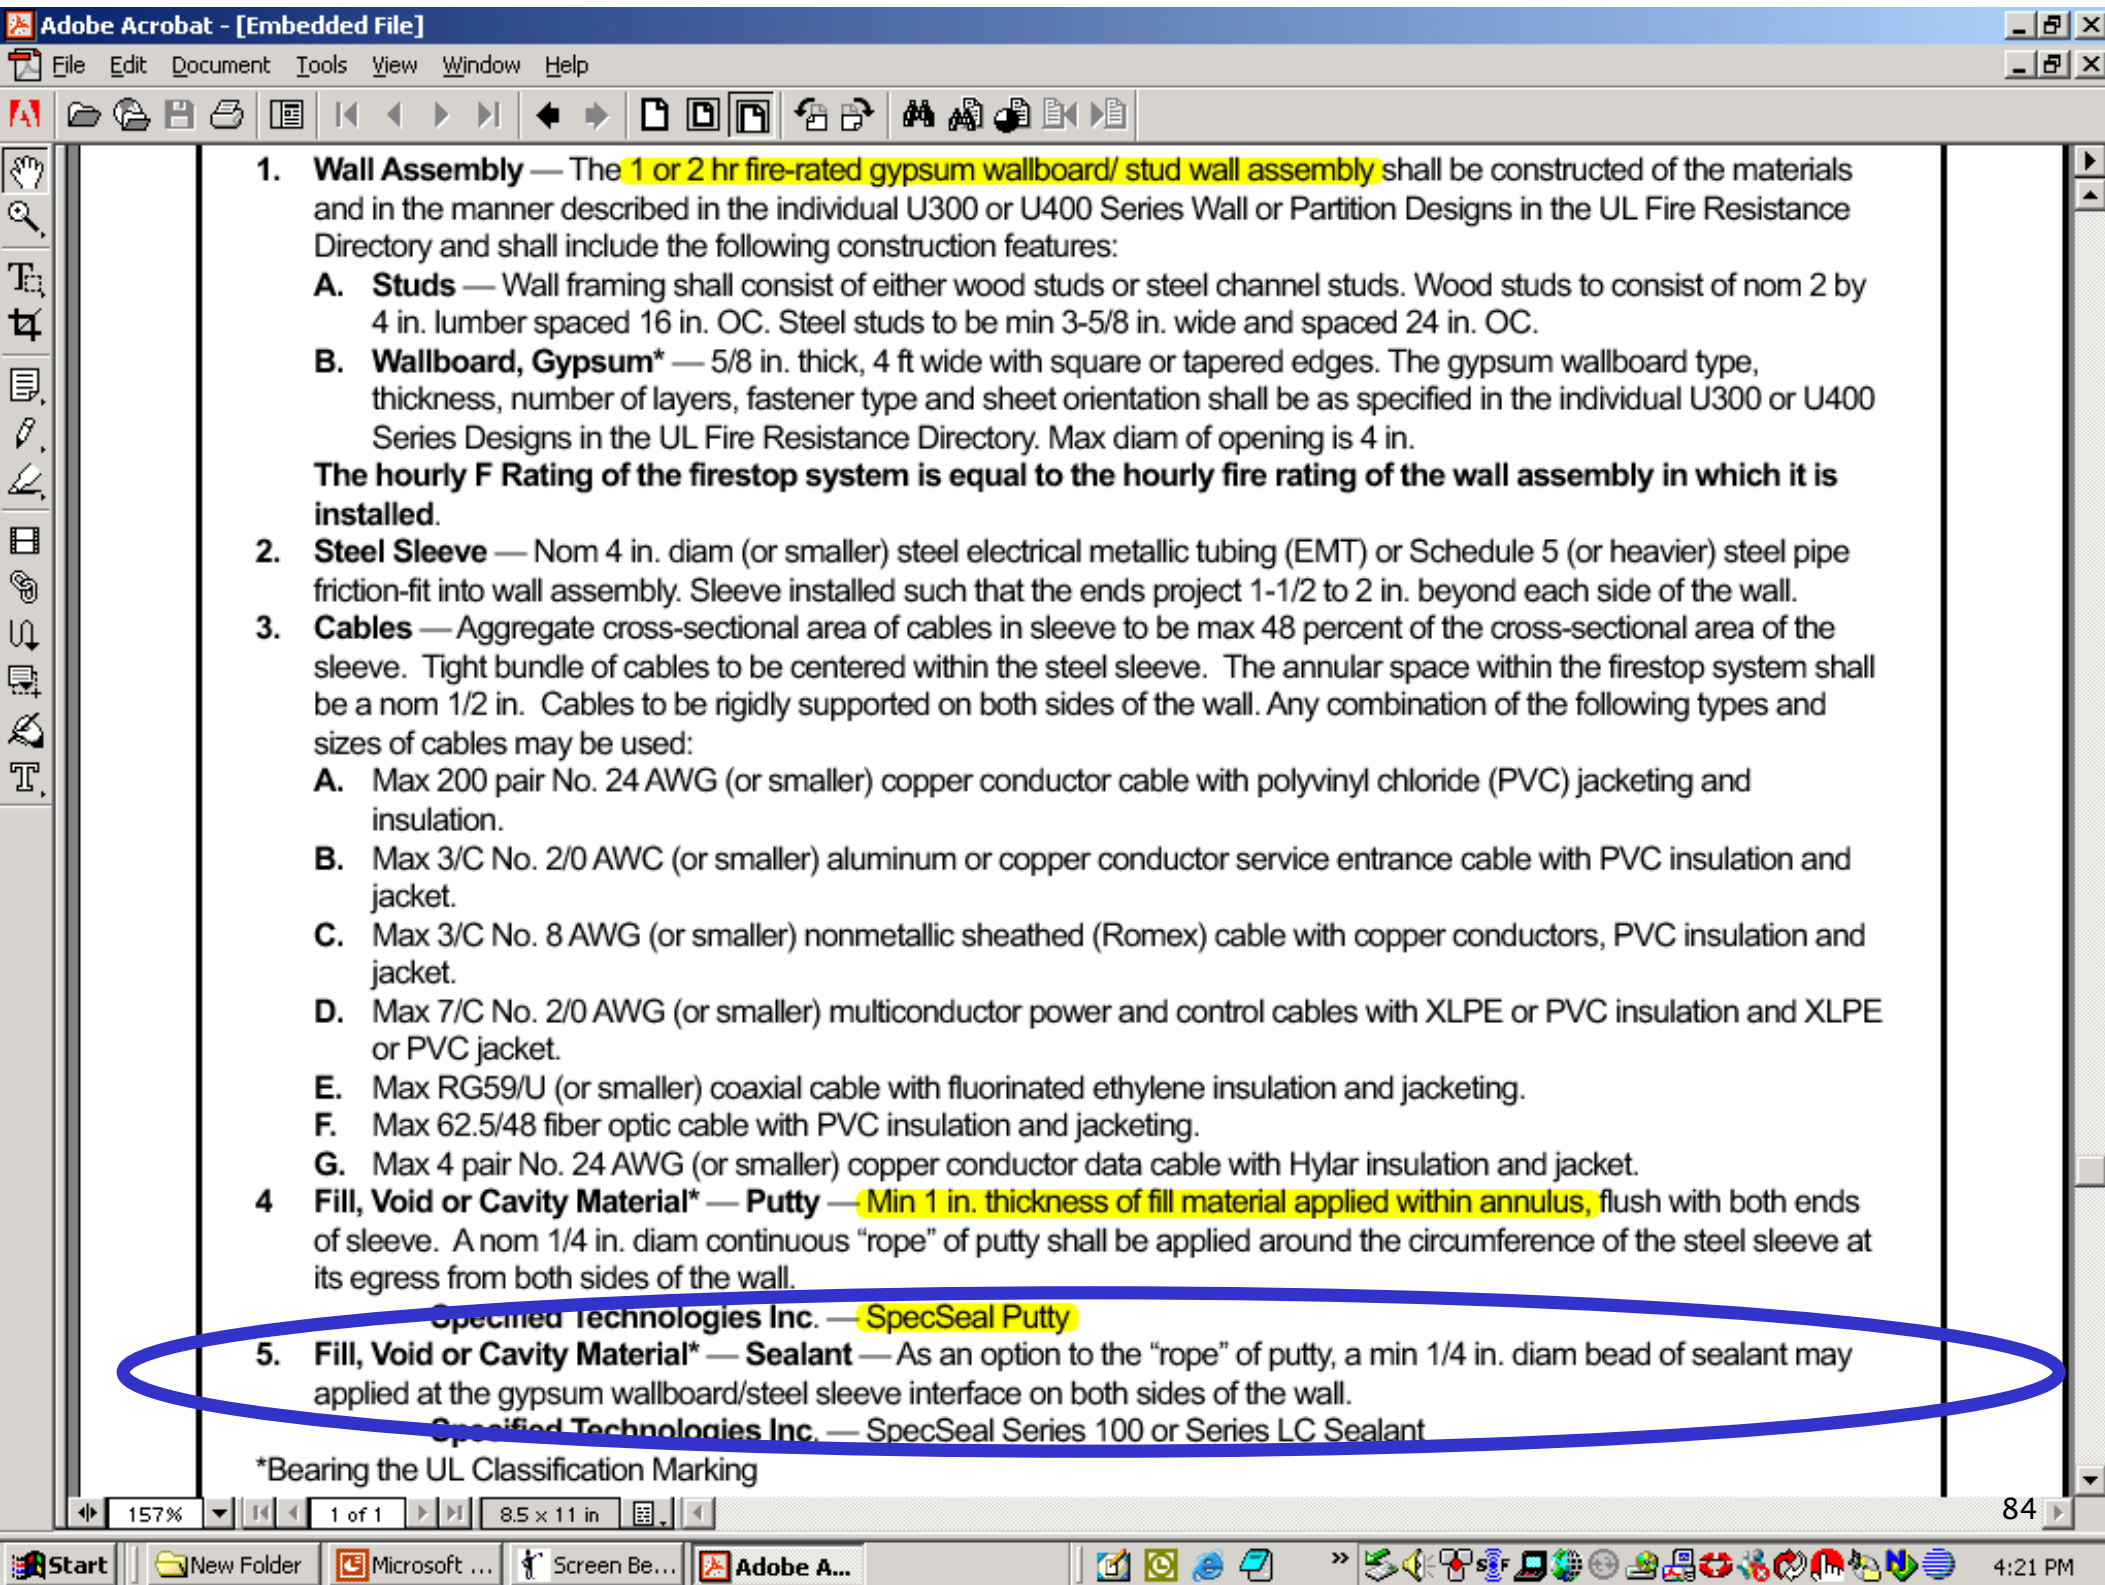 Adobe Acrobat - [Embedded File]
File Edit Document Tools View Window Help
1. Wall Assembly — The 1 or 2 hr fire-rated gypsum wallboard/ stud wall assembly shall be constructed of the materials
and in the manner described in the individual U300 or U400 Series Wall or Partition Designs in the UL Fire Resistance
Directory and shall include the following construction features:
A. Studs — Wall framing shall consist of either wood studs or steel channel studs. Wood studs to consist of nom 2 by
4 in. lumber spaced 16 in. OC. Steel studs to be min 3-5/8 in. wide and spaced 24 in. OC.
B. Wallboard, Gypsum* — 5/8 in. thick, 4 ft wide with square or tapered edges. The gypsum wallboard type,
thickness, number of layers, fastener type and sheet orientation shall be as specified in the individual U300 or U400
Series Designs in the UL Fire Resistance Directory. Max diam of opening is 4 in.
The hourly F Rating of the firestop system is equal to the hourly fire rating of the wall assembly in which it is
installed.
2. Steel Sleeve — Nom 4 in. diam (or smaller) steel electrical metallic tubing (EMT) or Schedule 5 (or heavier) steel pipe
friction-fit into wall assembly. Sleeve installed such that the ends project 1-1/2 to 2 in. beyond each side of the wall.
3. Cables — Aggregate cross-sectional area of cables in sleeve to be max 48 percent of the cross-sectional area of the
sleeve. Tight bundle of cables to be centered within the steel sleeve. The annular space within the firestop system shall
be a nom 1/2 in. Cables to be rigidly supported on both sides of the wall. Any combination of the following types and
sizes of cables may be used:
A. Max 200 pair No. 24 AWG (or smaller) copper conductor cable with polyvinyl chloride (PVC) jacketing and
insulation.
B. Max 3/C No. 2/0 AWC (or smaller) aluminum or copper conductor service entrance cable with PVC insulation and
jacket.
C. Max 3/C No. 8 AWG (or smaller) nonmetallic sheathed (Romex) cable with copper conductors, PVC insulation and
jacket.
D. Max 7/C No. 2/0 AWG (or smaller) multiconductor power and control cables with XLPE or PVC insulation and XLPE
or PVC jacket.
E. Max RG59/U (or smaller) coaxial cable with fluorinated ethylene insulation and jacketing.
F. Max 62.5/48 fiber optic cable with PVC insulation and jacketing.
G. Max 4 pair No. 24 AWG (or smaller) copper conductor data cable with Hylar insulation and jacket.
4 Fill, Void or Cavity Material* — Putty — Min 1 in. thickness of fill material applied within annulus, flush with both ends
of sleeve. A nom 1/4 in. diam continuous “rope” of putty shall be applied around the circumference of the steel sleeve at
its egress from both sides of the wall.
Specified Technologies Inc. — SpecSeal Putty
5. Fill, Void or Cavity Material* — Sealant — As an option to the “rope” of putty, a min 1/4 in. diam bead of sealant may
applied at the gypsum wallboard/steel sleeve interface on both sides of the wall.
Specified Technologies Inc. — SpecSeal Series 100 or Series LC Sealant
*Bearing the UL Classification Marking
84
157% 1 of 1 8.5 x 11 in
Start New Folder Microsoft ... Screen Be... Adobe A... » 4:21 PM